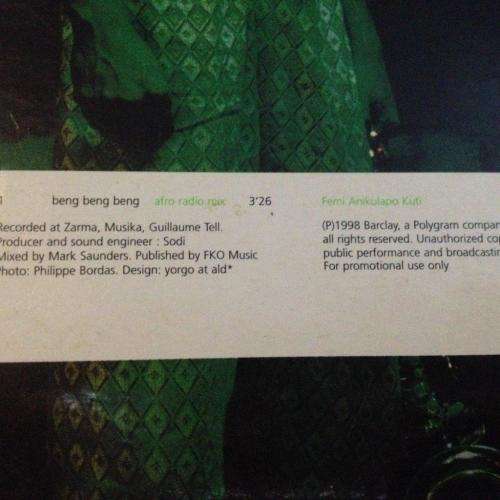 1 beng beng beng afro radio mix 3'26
Recorded at Zarma, Musika, Guillaume Tell.
Producer and sound engineer : Sodi
Mixed by Mark Saunders. Published by FKO Music
Photo: Philippe Bordas. Design: yorgo at ald*
Femi Anikulapo Kuti
(P)1998 Barclay, a Polygram compan
all rights reserved. Unauthorized cop
public performance and broadcastin
For promotional use only